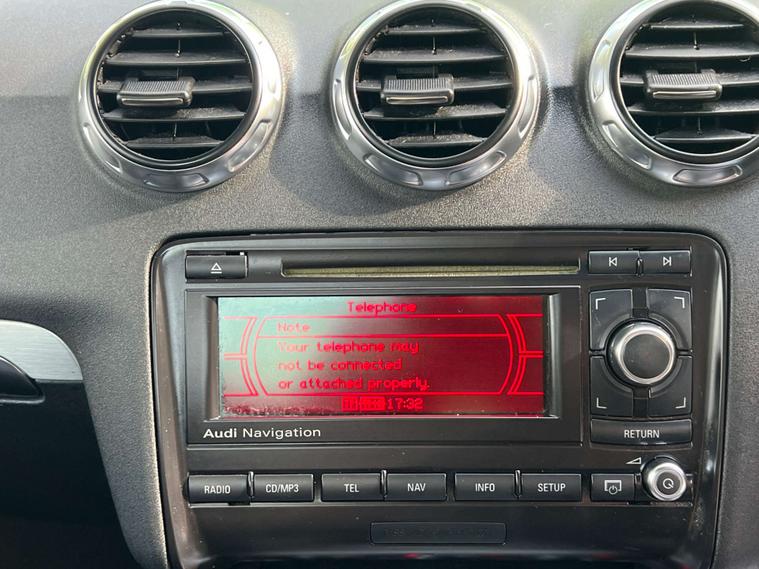 Telephone
Note
Your telephone may
not be connected
or attached properly.
17:32
Audi Navigation
RETURN
RADIO
CD/MP3
TEL
NAV
INFO
SETUP